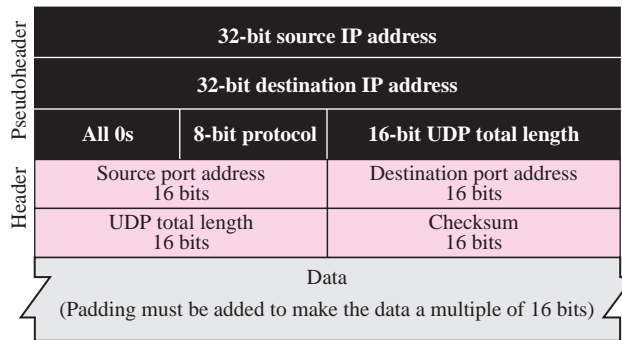 Pseudoheader
32-bit source IP address
32-bit destination IP address
All 0s 8-bit protocol 16-bit UDP total length
Header
Source port address Destination port address
16 bits 16 bits
UDP total length Checksum
16 bits 16 bits
Data
(Padding must be added to make the data a multiple of 16 bits)